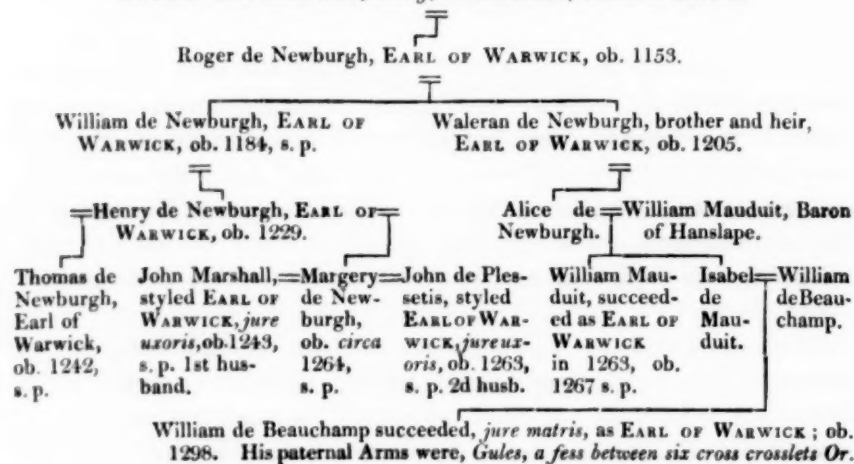 Roger de Newburgh, EARL OF WARWICK, ob. 1153.
William de Newburgh, EARL OF
WARWICK, ob. 1184, s. p.
Waleran de Newburgh, brother and heir,
EARL OF WARWICK, ob. 1205.
Henry de Newburgh, EARL OF
WARWICK, ob. 1229.
Alice de
Newburgh.
William Mauduit, Baron
of Hanslape.
Thomas de
Newburgh,
Earl of
Warwick,
ob. 1242,
s. p.
John Marshall,
styled EARL OF
WARWICK, jure
uxoris, ob. 1243,
s. p. 1st hus-
band.
Margery
de New-
burgh,
ob. circa
1264,
s. p.
John de Ples-
setis, styled
EARL OF WAR-
WICK, jure ux-
oris, ob. 1263,
s. p. 2d husb.
William Mau-
duit, succeed-
ed as EARL OF
WARWICK
in 1263, ob.
1267 s. p.
Isabel
de
Mau-
duit.
William
de Beau-
champ.
William de Beauchamp succeeded, jure matris, as EARL OF WARWICK; ob.
1298. His paternal Arms were, Gules, a fess between six cross crosslets Or.